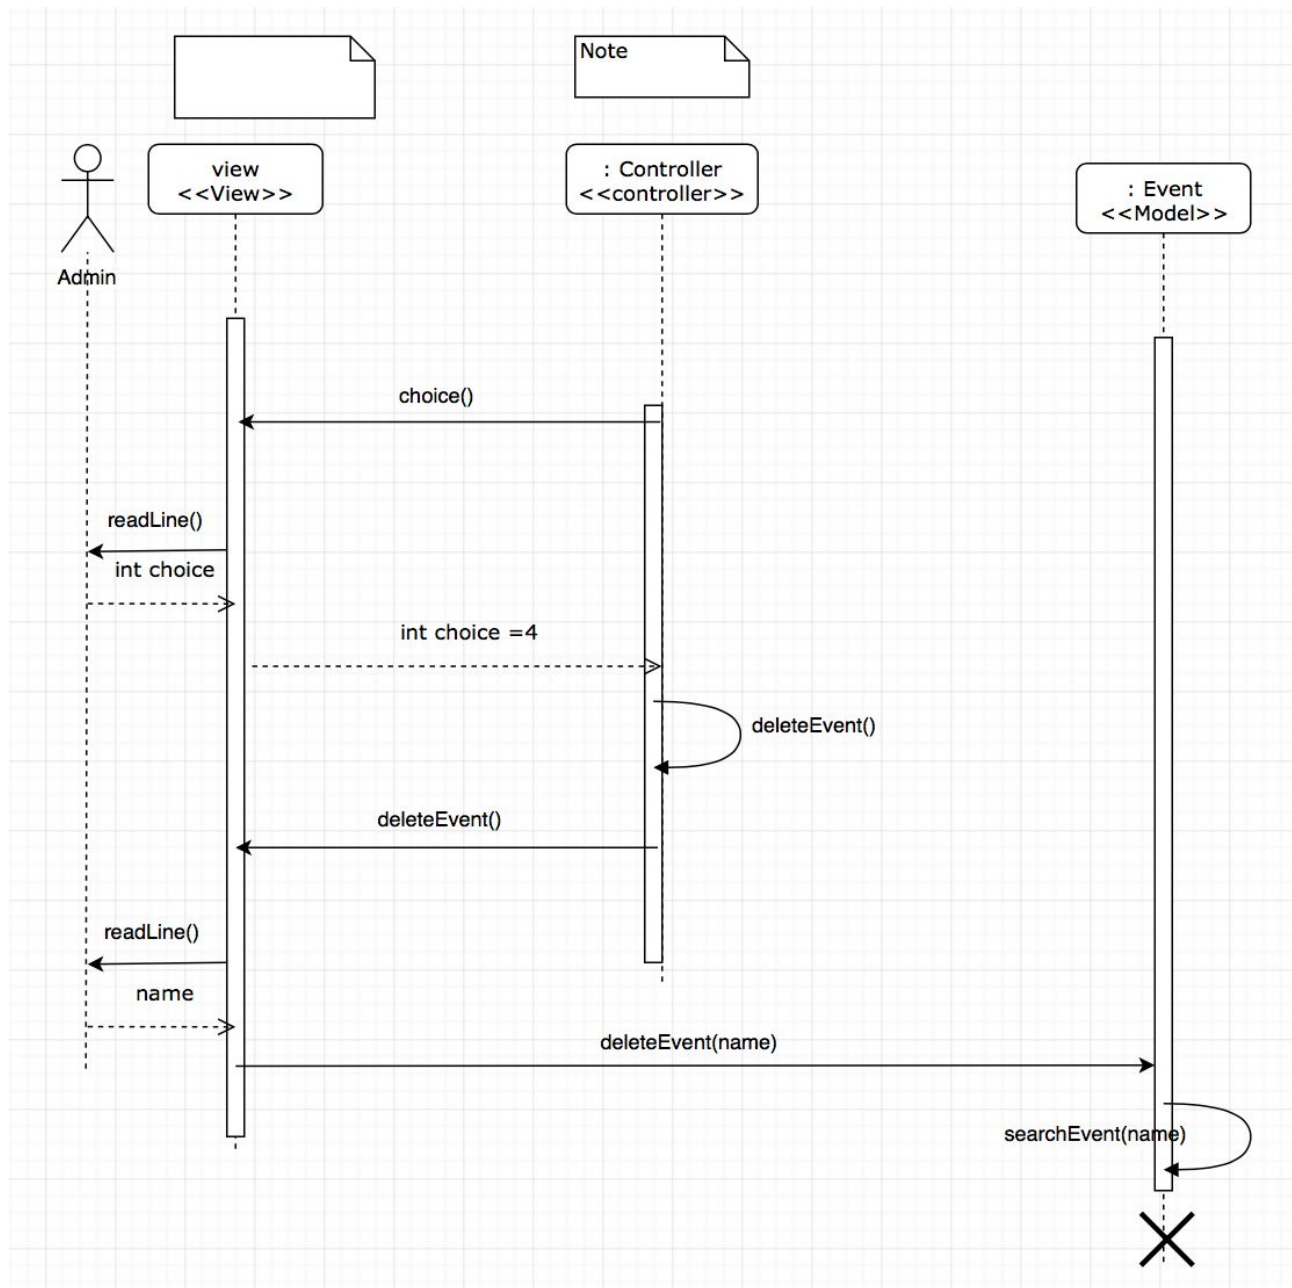 Note
view
<<View>>
: Controller
<<controller>>
: Event
<<Model>>
Admin
choice()
readLine()
int choice
int choice =4
deleteEvent()
deleteEvent()
readLine()
name
deleteEvent(name)
searchEvent(name)